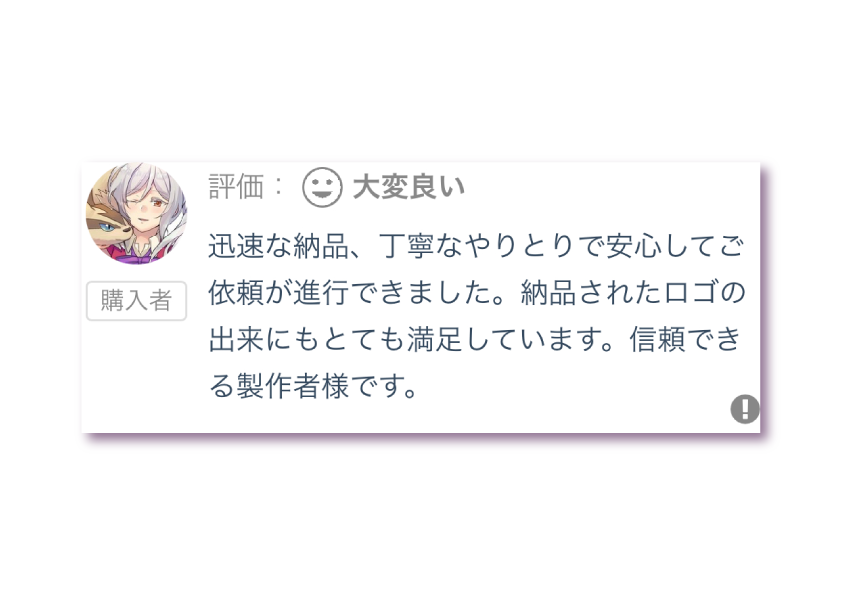 評価： 大変良い
迅速な納品、丁寧なやりとりで安心してご
依頼が進行できました。納品されたロゴの
出来にもとても満足しています。信頼でき
る製作者様です。
購入者